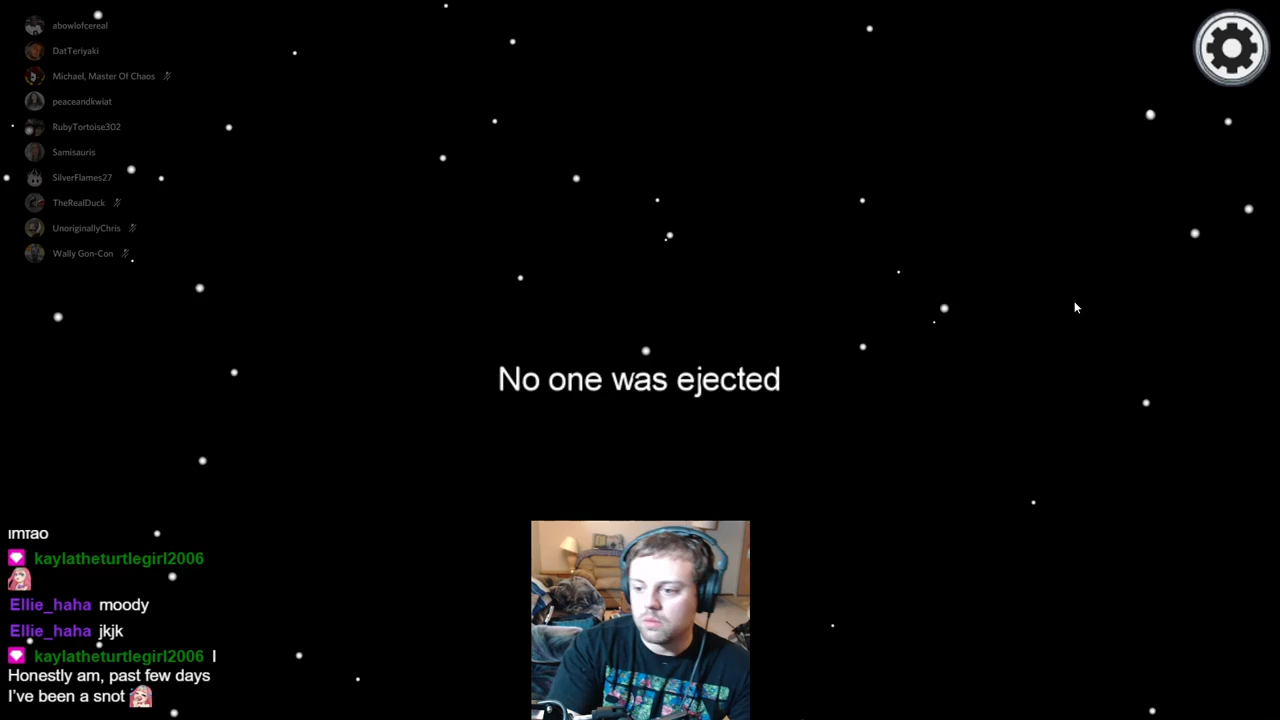 abowlofcereal
DatTeriyaki
Michael, Master Of Chaos
peaceandkwiat
RubyTortoise302
Samisauris
SilverFlames27
TheRealDuck
UnoriginallyChris
Wally Gon-Con
No one was ejected
lmfao
kaylatheturtlegirl2006
Ellie_haha moody
Ellie_haha jkjk
kaylatheturtlegirl2006 I
Honestly am, past few days
I've been a snot